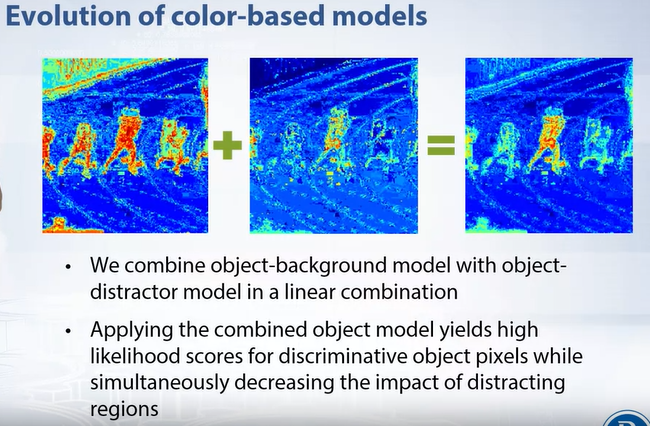 Evolution of color-based models
+ =
• We combine object-background model with object-
distractor model in a linear combination
• Applying the combined object model yields high
likelihood scores for discriminative object pixels while
simultaneously decreasing the impact of distracting
regions